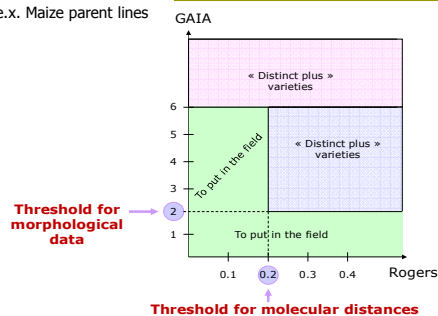 e.x. Maize parent lines
GAIA
« Distinct plus »
varieties
6
5
4
3
2
1
To put in the field
« Distinct plus »
varieties
Threshold for
morphological
data
To put in the field
0.1 0.2 0.3 0.4 Rogers
Threshold for molecular distances